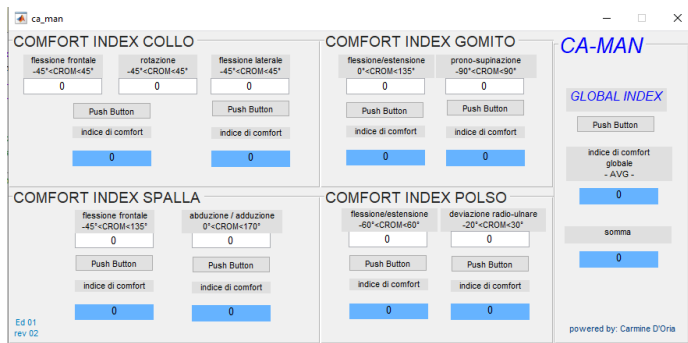 ca_man
COMFORT INDEX COLLO
flessione frontale
-45°<CROM<45°
0
rotazione
-45°<CROM<45°
0
flessione laterale
-45°<CROM<45°
0
Push Button
indice di comfort
0
Push Button
indice di comfort
0
COMFORT INDEX GOMITO
flessione/estensione
0°<CROM<135°
0
Push Button
indice di comfort
0
prono-supinazione
-90°<CROM<90°
0
Push Button
indice di comfort
0
COMFORT INDEX SPALLA
flessione frontale
-45°<CROM<135°
0
Push Button
indice di comfort
0
abduzione / adduzione
0°<CROM<170°
0
Push Button
indice di comfort
0
Ed 01
rev 02
COMFORT INDEX POLSO
flessione/estensione
-60°<CROM<60°
0
Push Button
indice di comfort
0
deviazione radio-ulnare
-20°<CROM<30°
0
Push Button
indice di comfort
0
CA-MAN
GLOBAL INDEX
Push Button
indice di comfort
globale
- AVG -
0
somma
0
powered by: Carmine D'Oria